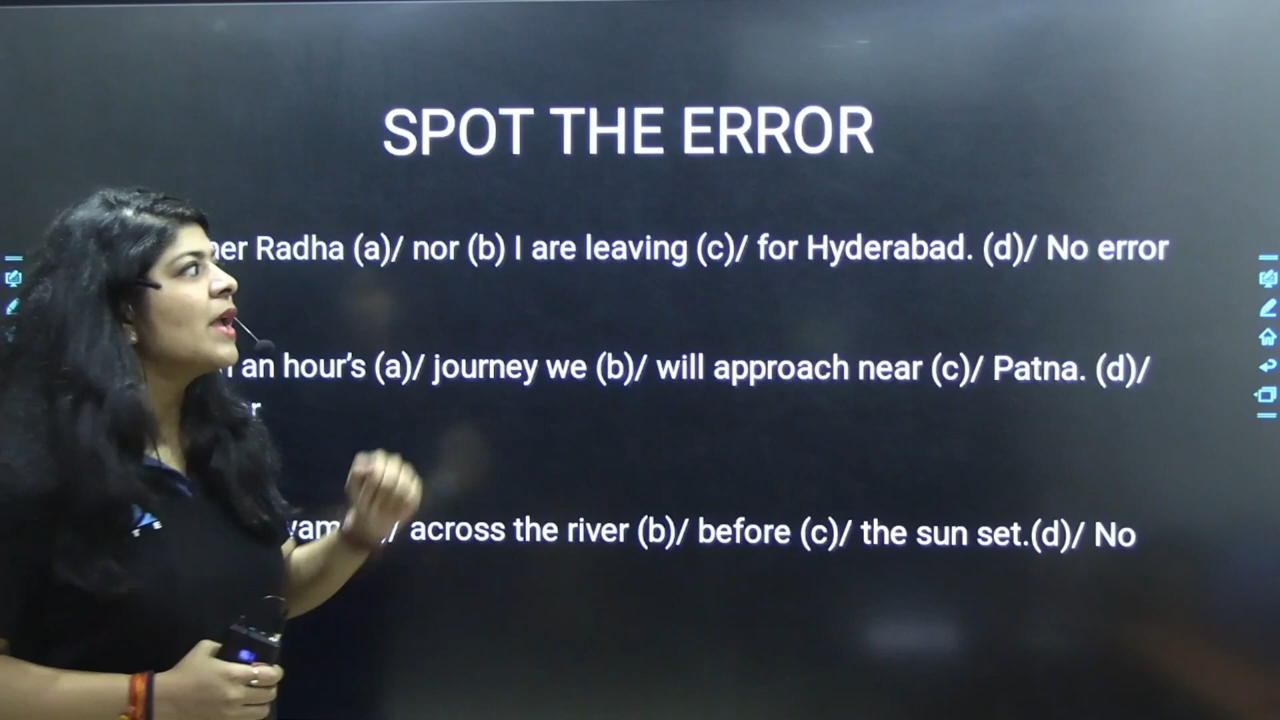 SPOT THE ERROR
Radha (a)/ nor (b) I are leaving (c)/ for Hyderabad. (d)/ No error
an hour's (a)/ journey we (b)/ will approach near (c)/ Patna. (d)/
across the river (b)/ before (c)/ the sun set.(d)/ No